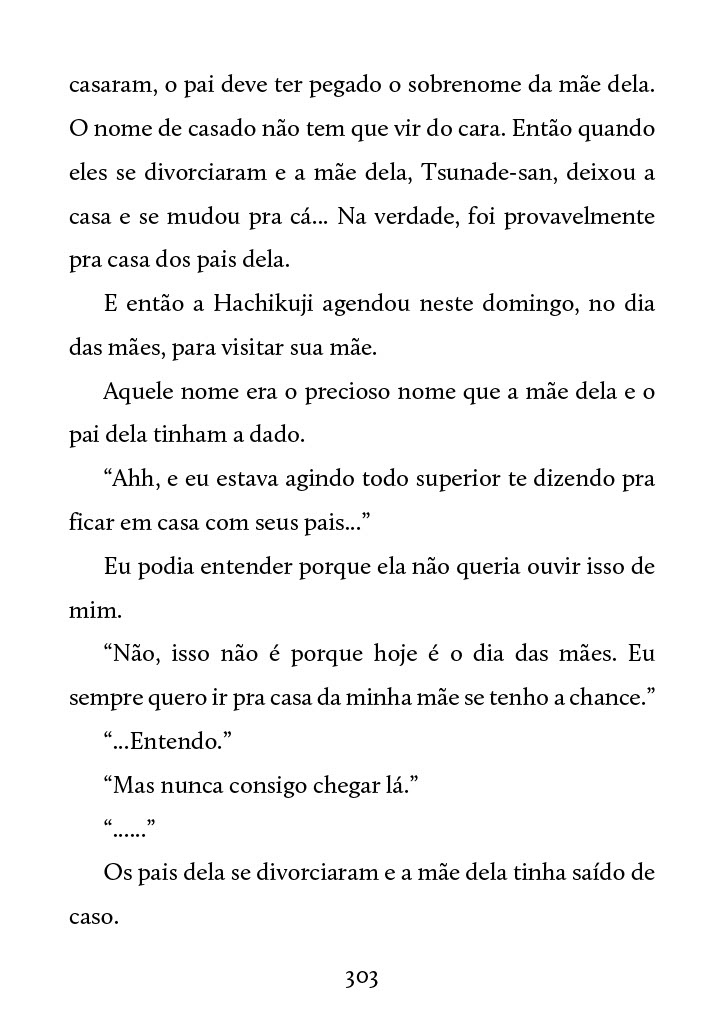 casaram, o pai deve ter pegado o sobrenome da mãe dela.
O nome de casado não tem que vir do cara. Então quando
eles se divorciaram e a mãe dela, Tsunade-san, deixou a
casa e se mudou pra cá... Na verdade, foi provavelmente
pra casa dos pais dela.
E então a Hachikuji agendou neste domingo, no dia
das mães, para visitar sua mãe.
Aquele nome era o precioso nome que a mãe dela e o
pai dela tinham a dado.
“Ahh, e eu estava agindo todo superior te dizendo pra
ficar em casa com seus pais...”
Eu podia entender porque ela não queria ouvir isso de
mim.
“Não, isso não é porque hoje é o dia das mães. Eu
sempre quero ir pra casa da minha mãe se tenho a chance.”
“...Entendo.”
“Mas nunca consigo chegar lá.”
“......”
Os pais dela se divorciaram e a mãe dela tinha saído de
caso.
303